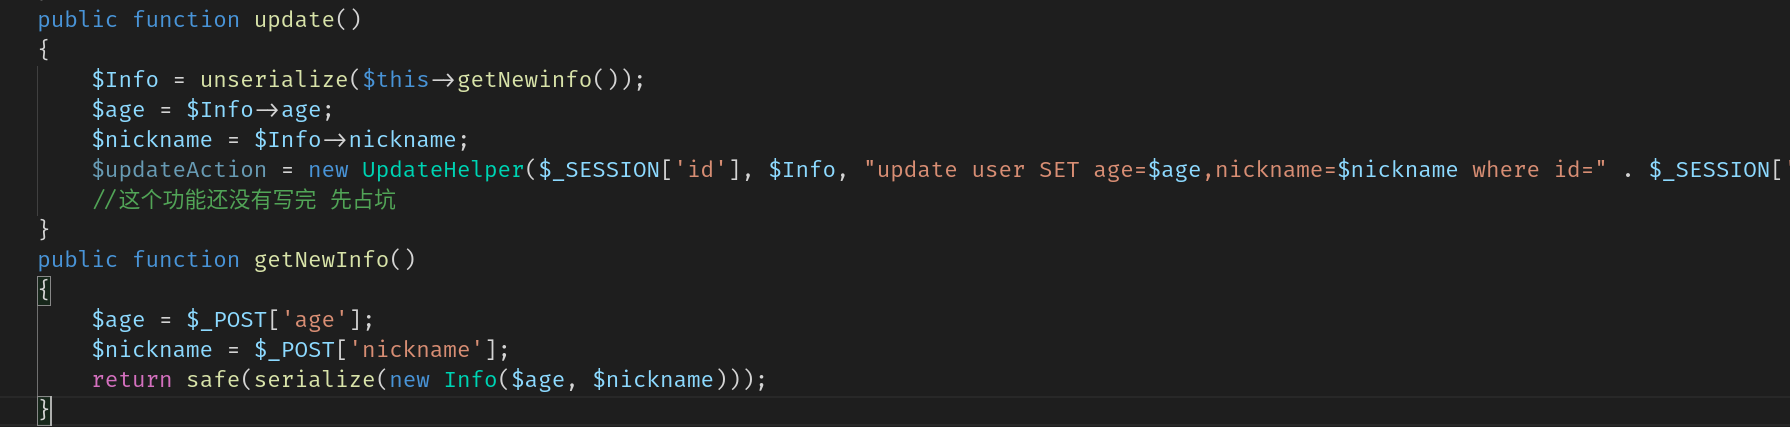 public function update()
{
    $Info = unserialize($this->getNewinfo());
    $age = $Info->age;
    $nickname = $Info->nickname;
    $updateAction = new UpdateHelper($_SESSION['id'], $Info, "update user SET age=$age,nickname=$nickname where id=" . $_SESSION['
    //这个功能还没有写完 先占坑
}
public function getNewInfo()
{
    $age = $_POST['age'];
    $nickname = $_POST['nickname'];
    return safe(serialize(new Info($age, $nickname)));
}